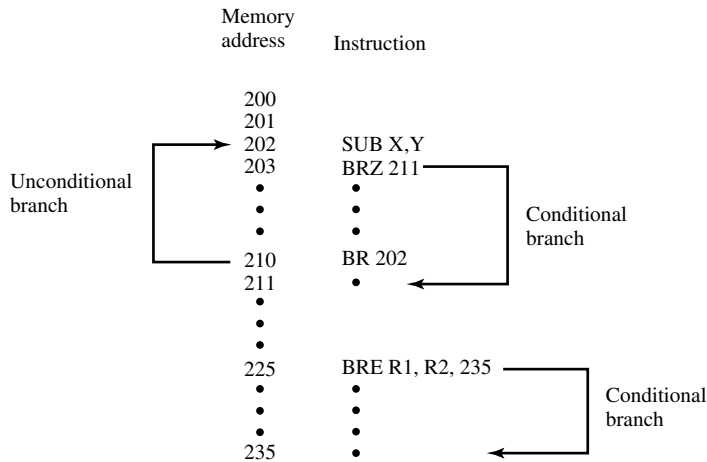 Memory address Instruction
200
201
202 SUB X,Y
203 BRZ 211
Unconditional branch
Conditional branch
210 BR 202
211
225 BRE R1, R2, 235
Conditional branch
235